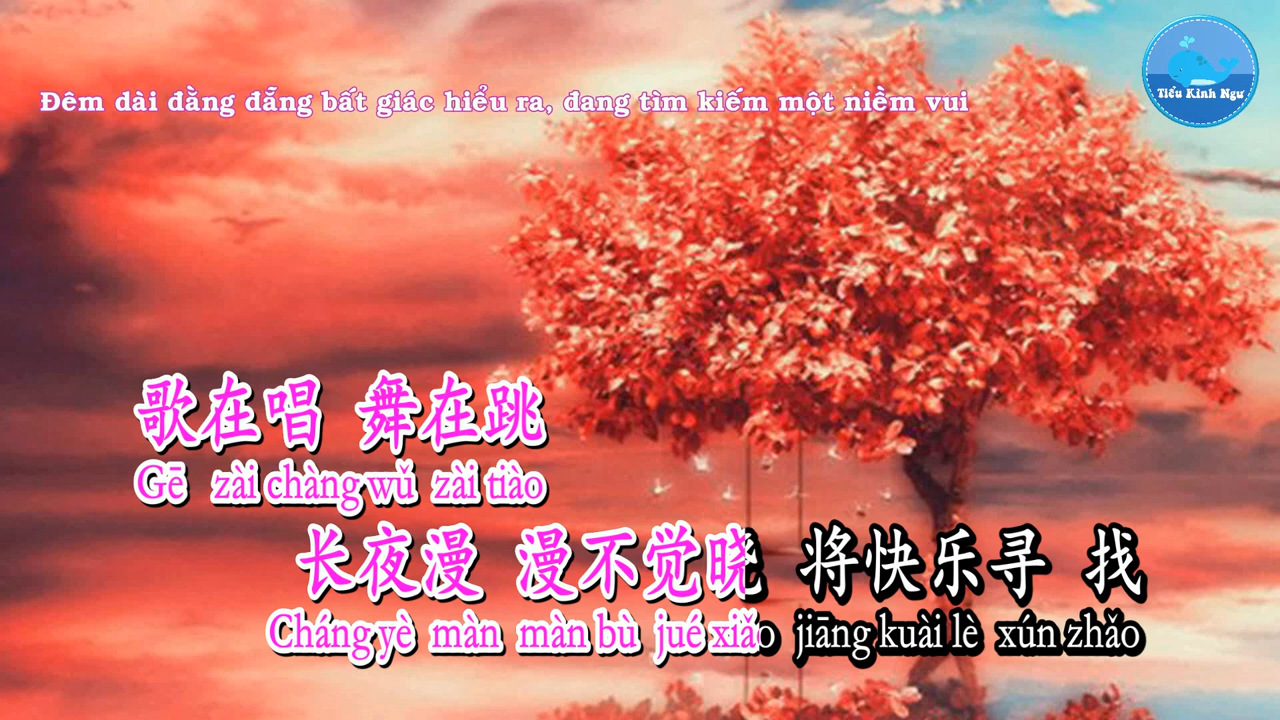 Tiểu Kình Ngư
Đêm dài đằng đẵng bất giác hiểu ra, đang tìm kiếm một niềm vui
歌在唱 舞在跳
Gē zài chàng wǔ zài tiào
长夜漫 漫不觉晓 将快乐寻 找
Cháng yè màn màn bù jué xiǎo jiāng kuài lè xún zhǎo